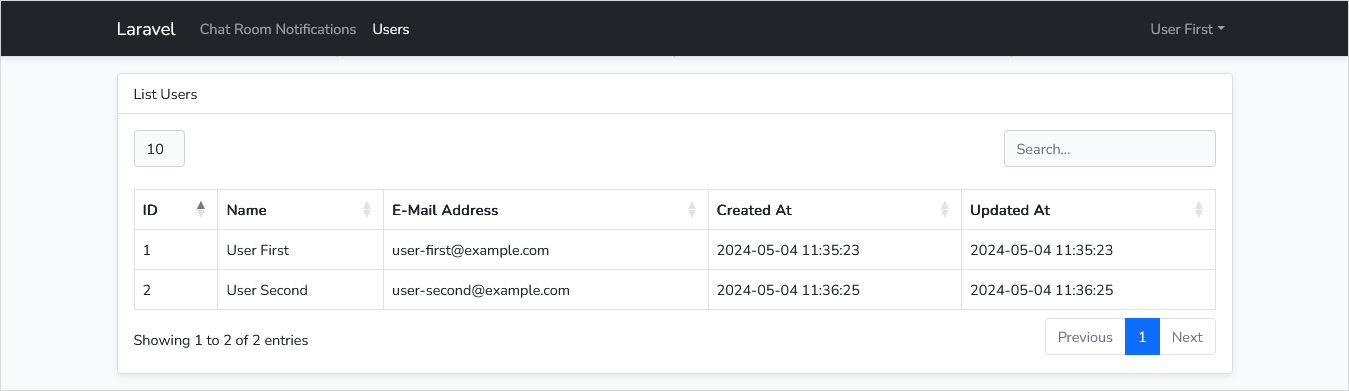 Laravel Chat Room Notifications Users User First
List Users
10 Search...
ID Name E-Mail Address Created At Updated At
1 User First user-first@example.com 2024-05-04 11:35:23 2024-05-04 11:35:23
2 User Second user-second@example.com 2024-05-04 11:36:25 2024-05-04 11:36:25
Showing 1 to 2 of 2 entries Previous 1 Next